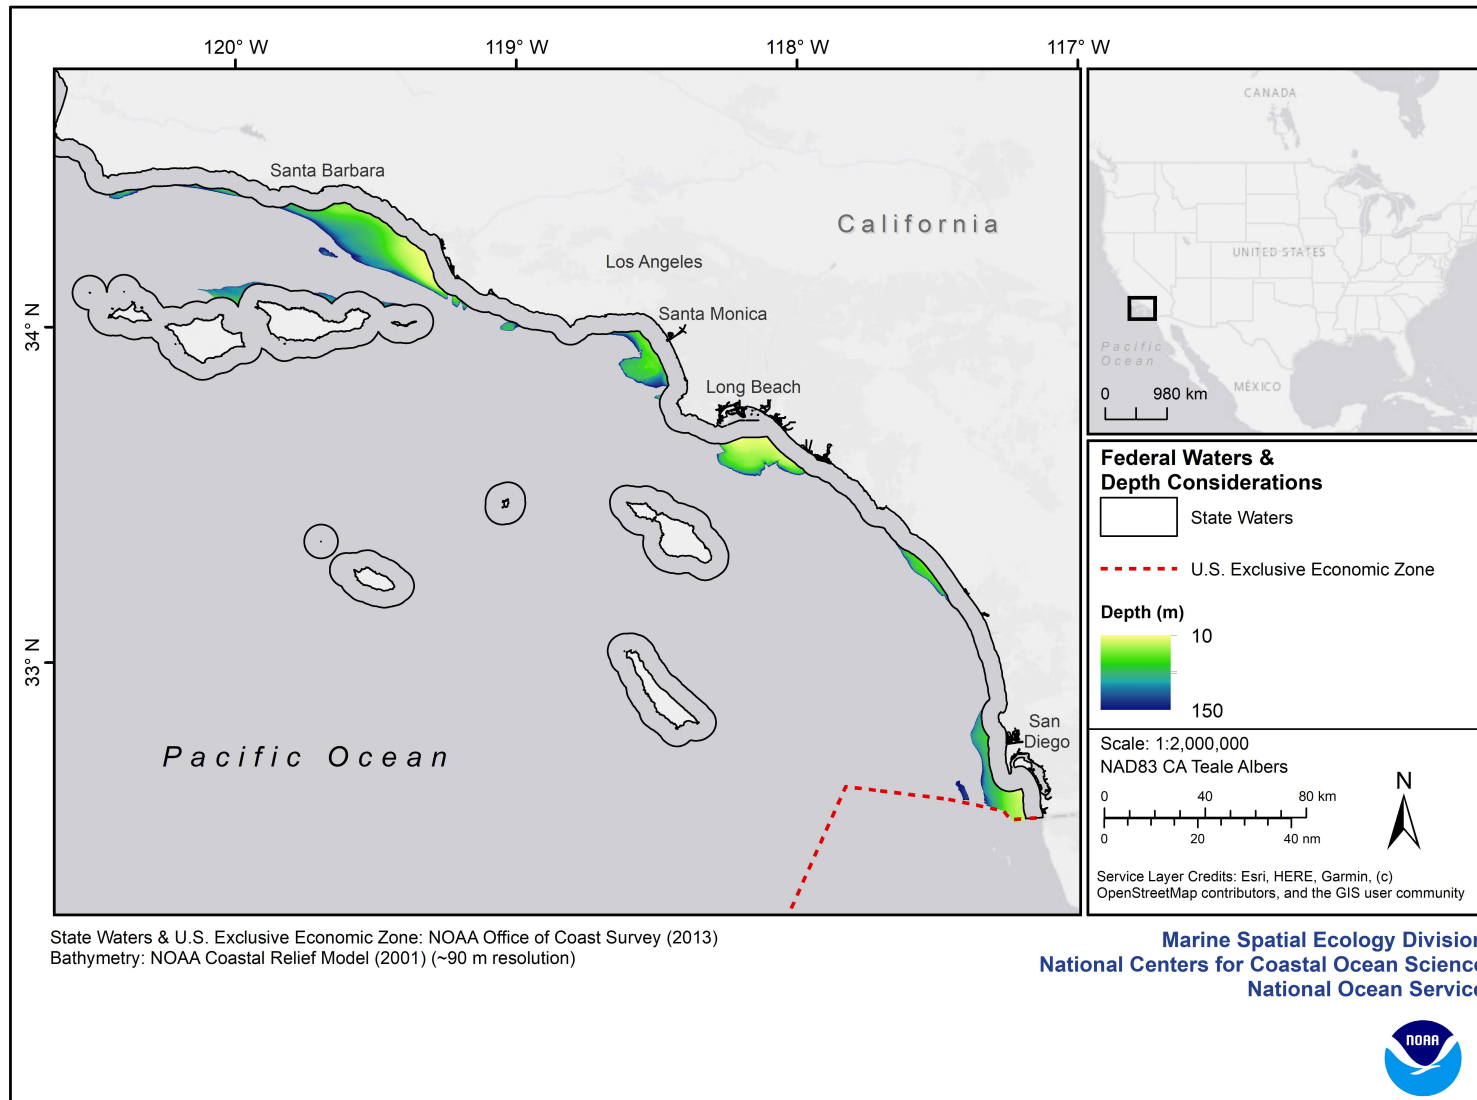 120° W
119° W
118° W
117° W
34° N
33° N
Santa Barbara
California
Los Angeles
Santa Monica
Long Beach
San
Diego
Pacific Ocean
CANADA
UNITED STATES
Pacific
Ocean
MÉXICO
0 980 km
Federal Waters &
Depth Considerations
State Waters
U.S. Exclusive Economic Zone
Depth (m)
10
150
Scale: 1:2,000,000
NAD83 CA Teale Albers
0 40 80 km
0 20 40 nm
N
Service Layer Credits: Esri, HERE, Garmin, (c)
OpenStreetMap contributors, and the GIS user community
State Waters & U.S. Exclusive Economic Zone: NOAA Office of Coast Survey (2013)
Bathymetry: NOAA Coastal Relief Model (2001) (~90 m resolution)
Marine Spatial Ecology Division
National Centers for Coastal Ocean Science
National Ocean Service
NOAA